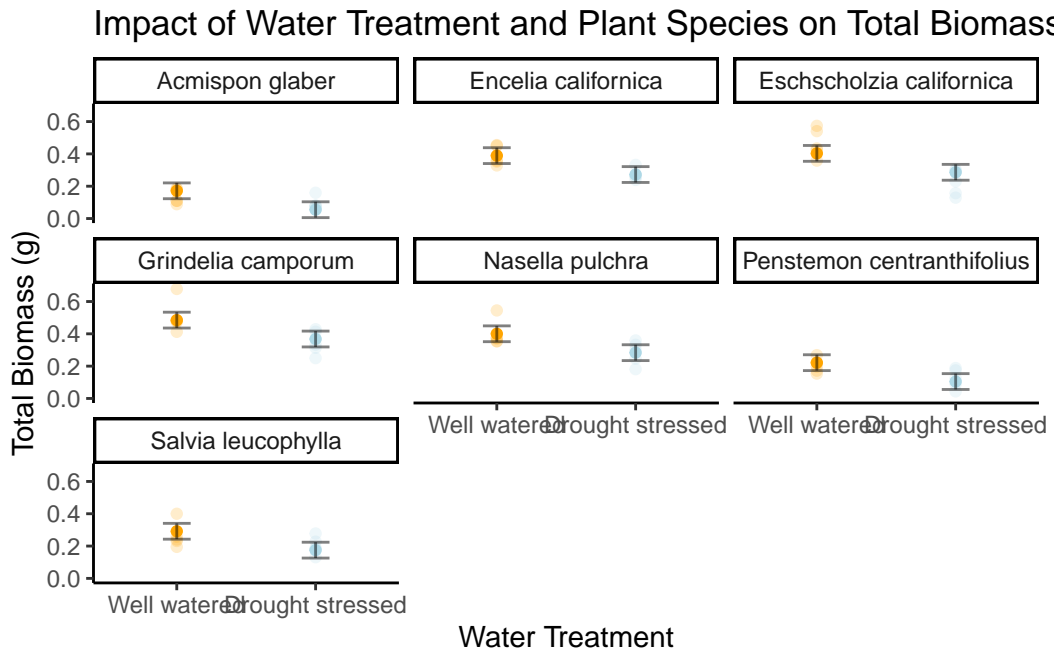 Impact of Water Treatment and Plant Species on Total Biomass
Acmispon glaber
Encelia californica
Eschscholzia californica
0.6
0.4
0.2
0.0
Grindelia camporum
Nasella pulchra
Penstemon centranthifolius
0.6
0.4
0.2
0.0
Well watered
Drought stressed
Well watered
Drought stressed
Salvia leucophylla
0.6
0.4
0.2
0.0
Well watered
Drought stressed
Total Biomass (g)
Water Treatment